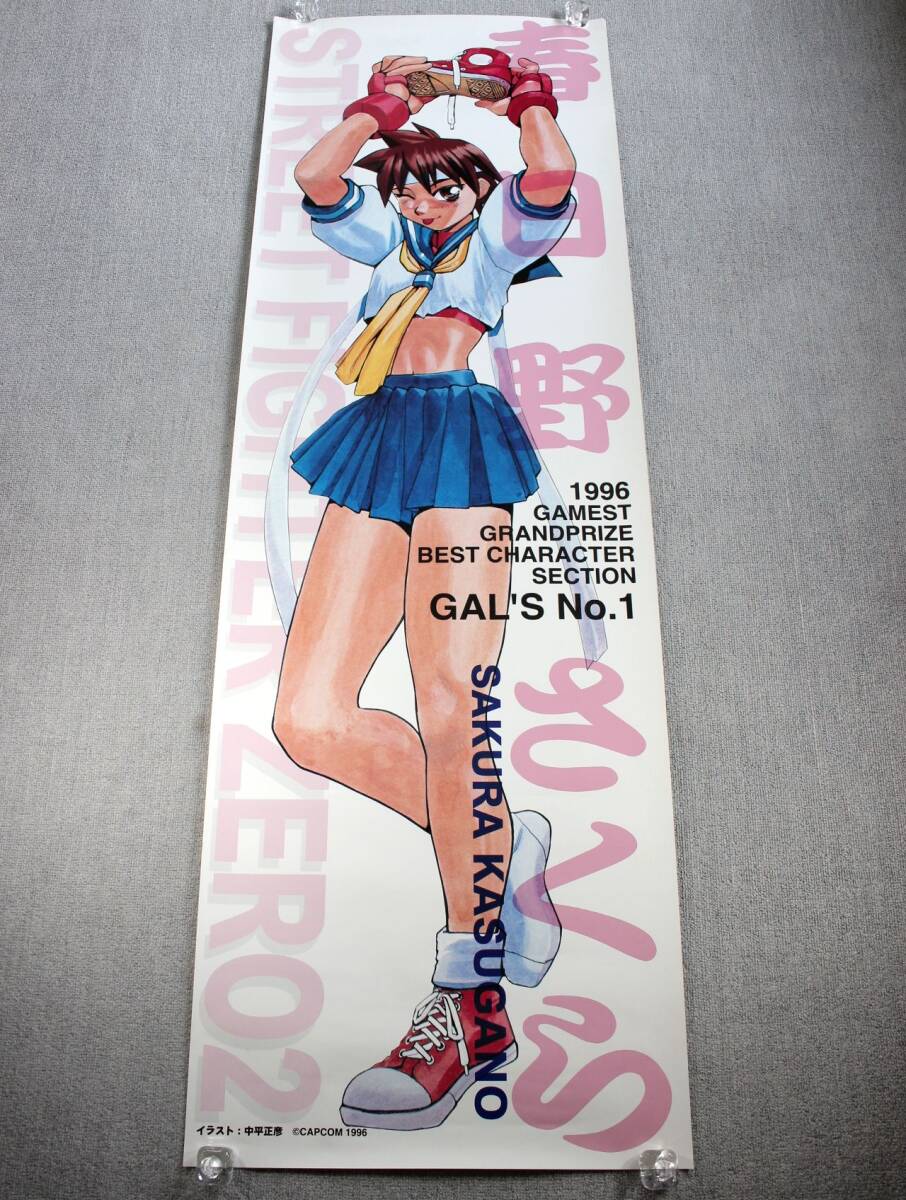 春日野さくら
STREET FIGHTER ZERO2
1996
GAMEST
GRANDPRIZE
BEST CHARACTER
SECTION
GAL'S No.1
SAKURA KASUGANO
イラスト：中平正彦 ©CAPCOM 1996